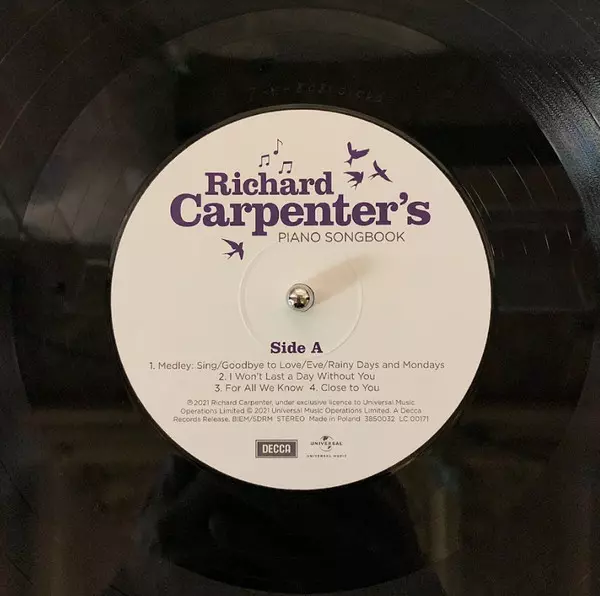 Richard
Carpenter's
PIANO SONGBOOK
Side A
1. Medley: Sing/Goodbye to Love/Eve/Rainy Days and Mondays
2. I Won't Last a Day Without You
3. For All We Know 4. Close to You
℗ 2021 Richard Carpenter, under exclusive licence to Universal Music
Operations Limited © 2021 Universal Music Operations Limited. A Decca
Records Release, BIEM/SDRM STEREO Made in Poland 3850032 LC 00171
DECCA
UNIVERSAL
UNIVERSAL MUSIC